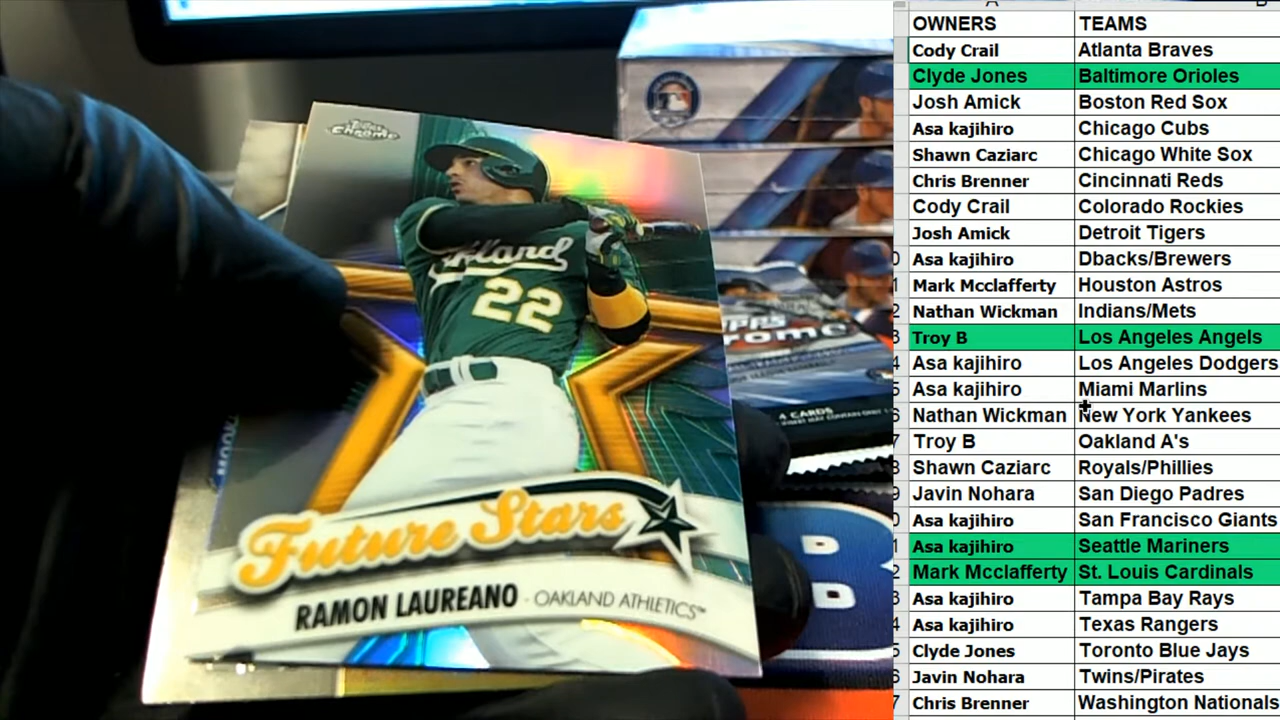 Topps
Chrome
Oakland
22
Future Stars
RAMON LAUREANO - OAKLAND ATHLETICS™
4 CARDS
B
OWNERS TEAMS
Cody Crail Atlanta Braves
Clyde Jones Baltimore Orioles
Josh Amick Boston Red Sox
Asa kajihiro Chicago Cubs
Shawn Caziarc Chicago White Sox
Chris Brenner Cincinnati Reds
Cody Crail Colorado Rockies
Josh Amick Detroit Tigers
Asa kajihiro Dbacks/Brewers
Mark Mcclafferty Houston Astros
Nathan Wickman Indians/Mets
Troy B Los Angeles Angels
Asa kajihiro Los Angeles Dodgers
Asa kajihiro Miami Marlins
Nathan Wickman New York Yankees
Troy B Oakland A's
Shawn Caziarc Royals/Phillies
Javin Nohara San Diego Padres
Asa kajihiro San Francisco Giants
Asa kajihiro Seattle Mariners
Mark Mcclafferty St. Louis Cardinals
Asa kajihiro Tampa Bay Rays
Asa kajihiro Texas Rangers
Clyde Jones Toronto Blue Jays
Javin Nohara Twins/Pirates
Chris Brenner Washington Nationals